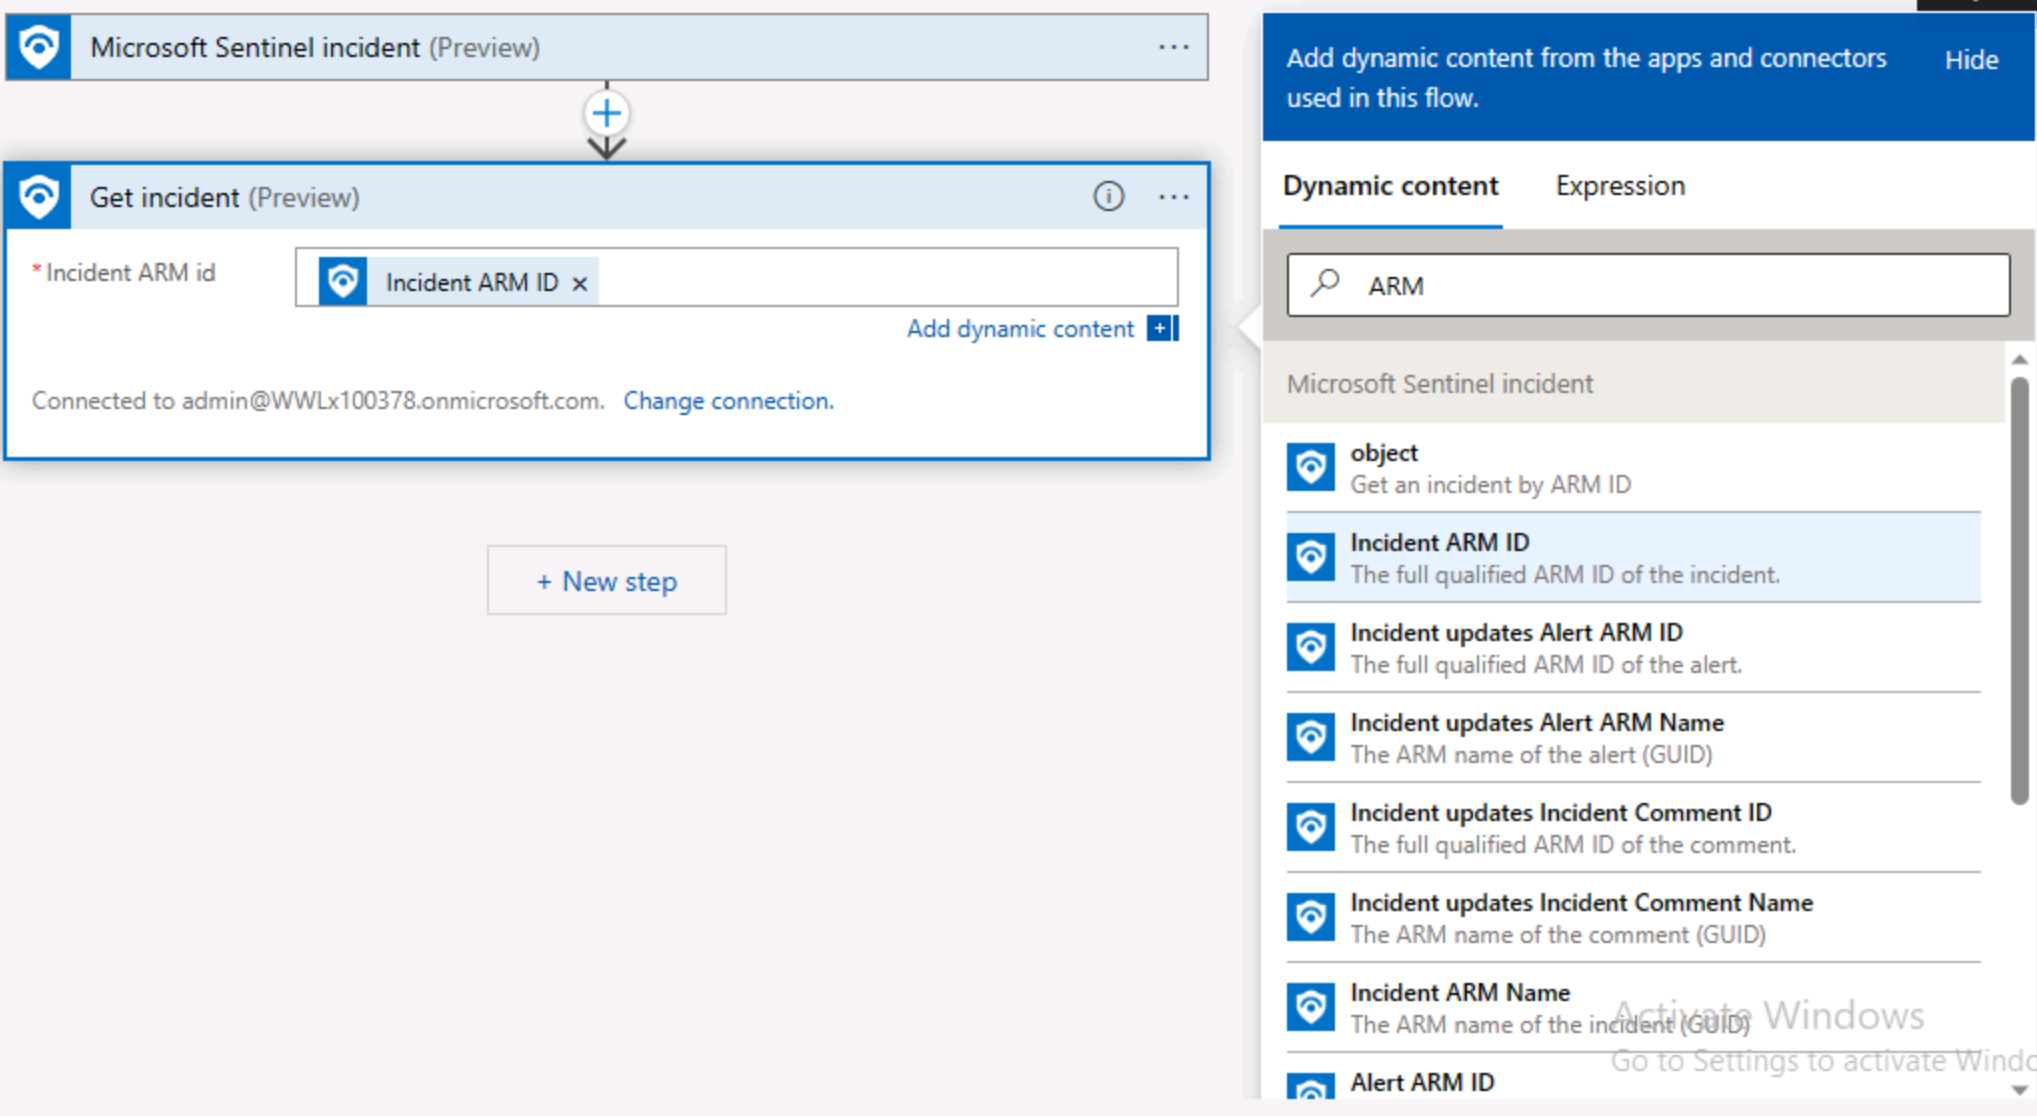 Microsoft Sentinel incident (Preview)
Get incident (Preview)
* Incident ARM id
Incident ARM ID ×
Add dynamic content
Connected to admin@WWLx100378.onmicrosoft.com. Change connection.
+ New step
Add dynamic content from the apps and connectors
used in this flow.
Hide
Dynamic content Expression
ARM
Microsoft Sentinel incident
object
Get an incident by ARM ID
Incident ARM ID
The full qualified ARM ID of the incident.
Incident updates Alert ARM ID
The full qualified ARM ID of the alert.
Incident updates Alert ARM Name
The ARM name of the alert (GUID)
Incident updates Incident Comment ID
The full qualified ARM ID of the comment.
Incident updates Incident Comment Name
The ARM name of the comment (GUID)
Incident ARM Name
The ARM name of the incident (GUID)
Activate Windows
Go to Settings to activate Windo
Alert ARM ID